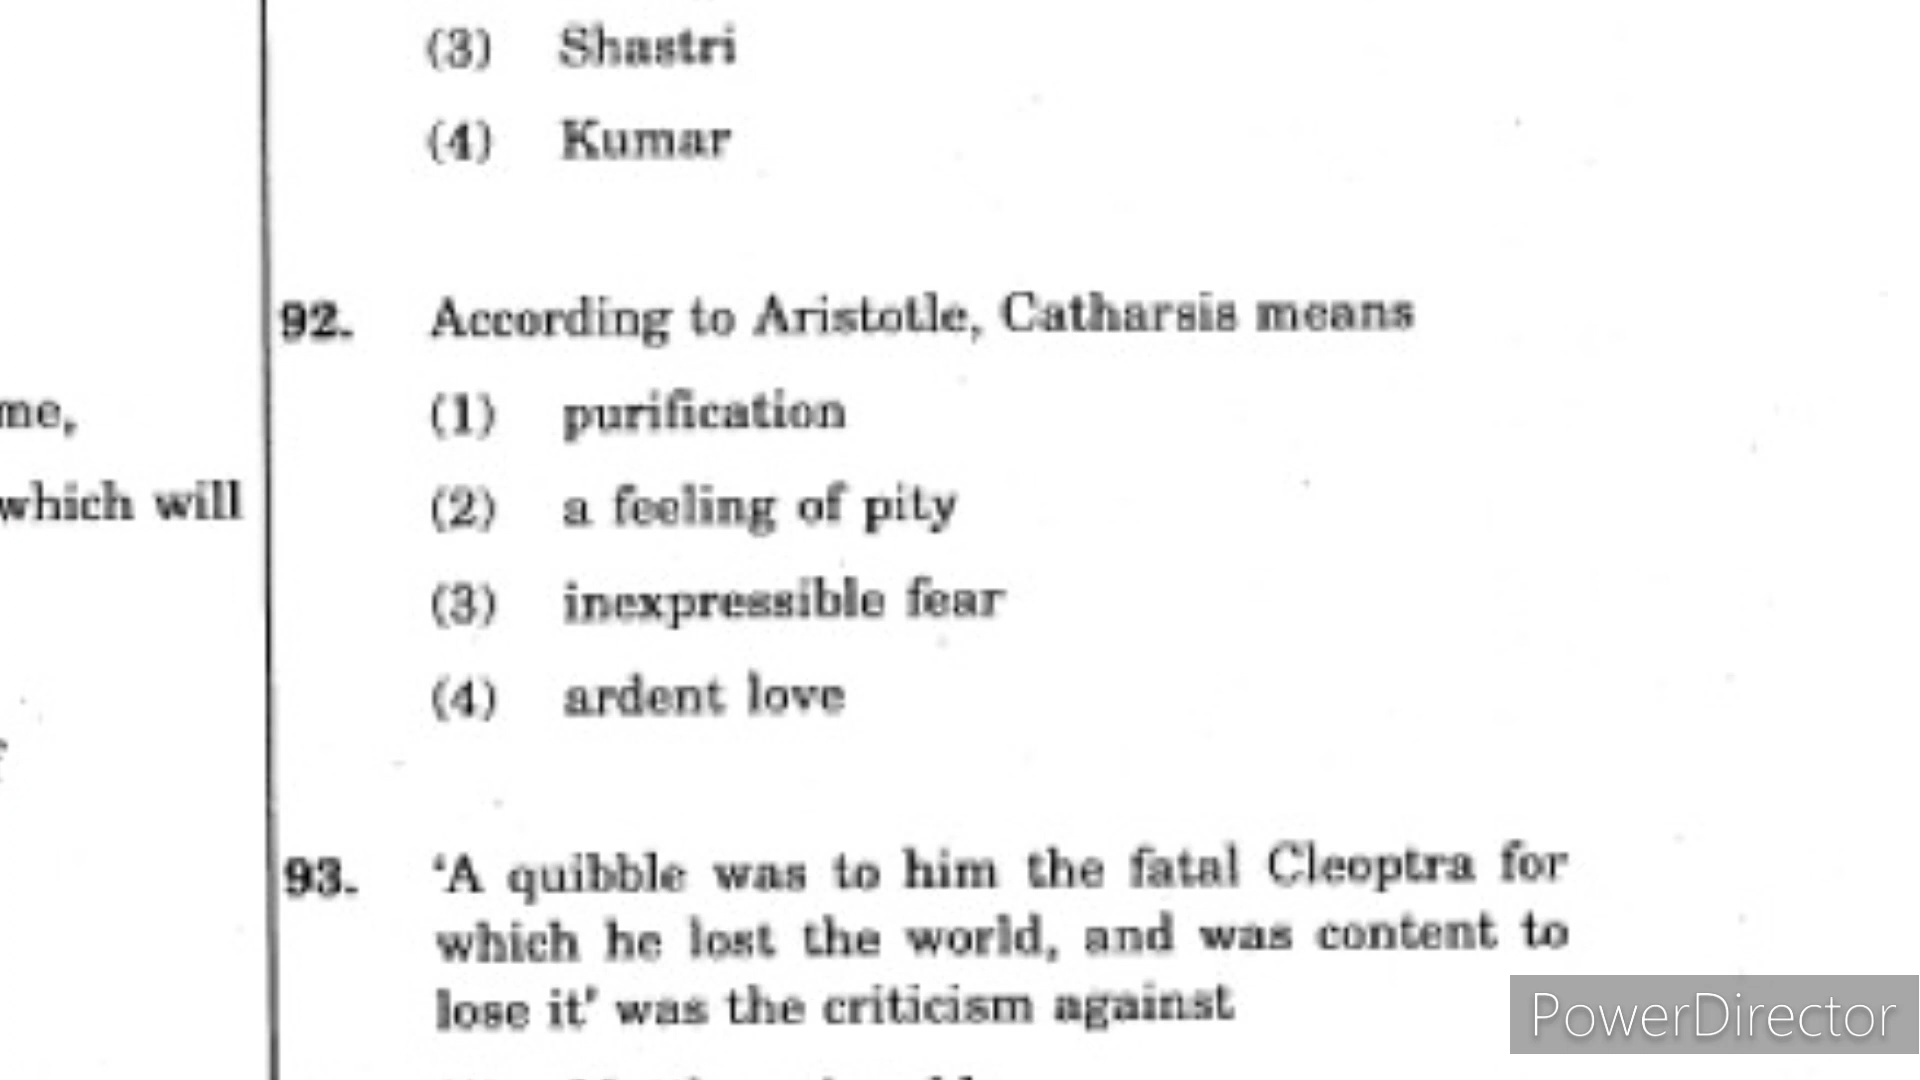 (3) Shastri
(4) Kumar
92. According to Aristotle, Catharsis means
(1) purification
(2) a feeling of pity
(3) inexpressible fear
(4) ardent love
me,
which will
93. 'A quibble was to him the fatal Cleoptra for
which he lost the world, and was content to
lose it' was the criticism against
PowerDirector